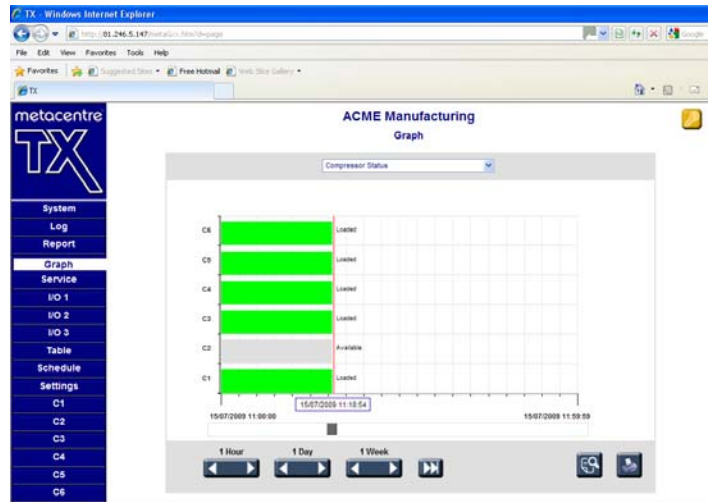 TX - Windows Internet Explorer
File Edit View Favorites Tools Help
Favorites Suggested Sites Free Hotmail Web Slice Gallery
TX
metacentre
TX
ACME Manufacturing
Graph
Compressor Status
System
Log
Report
Graph
Service
I/O 1
I/O 2
I/O 3
Table
Schedule
Settings
C1
C2
C3
C4
C5
C6
C6 Loaded
C5 Loaded
C4 Loaded
C3 Loaded
C2 Available
C1 Loaded
15/07/2009 11:18:54
15/07/2009 11:00:00 15/07/2009 11:59:59
1 Hour 1 Day 1 Week